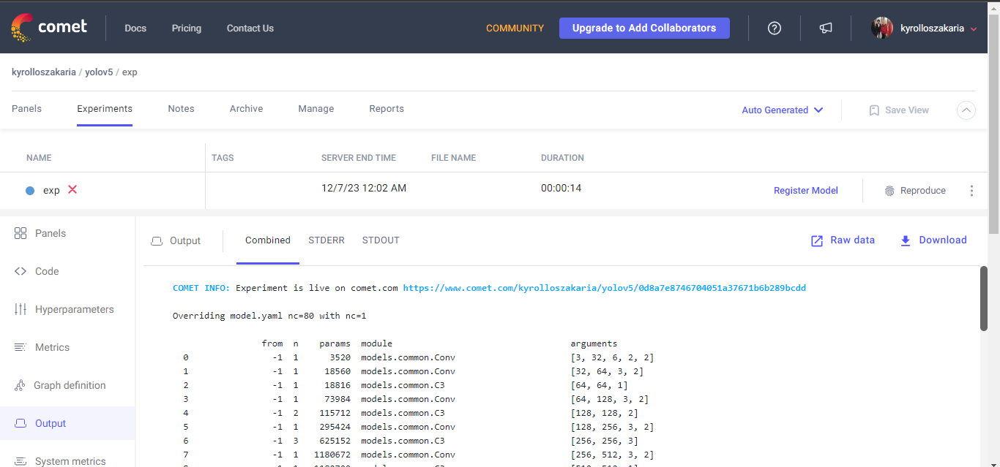 comet Docs Pricing Contact Us COMMUNITY Upgrade to Add Collaborators kyrolloszakaria
kyrolloszakaria / yolov5 / exp
Panels Experiments Notes Archive Manage Reports Auto Generated Save View
NAME TAGS SERVER END TIME FILE NAME DURATION
exp 12/7/23 12:02 AM 00:00:14 Register Model Reproduce
Panels
Code
Hyperparameters
Metrics
Graph definition
Output
System metrics
Output Combined STDERR STDOUT Raw data Download
COMET INFO: Experiment is live on comet.com https://www.comet.com/kyrolloszakaria/yolov5/0d8a7e8746704051a37671b6b289bcdd
Overriding model.yaml nc=80 with nc=1
from n params module arguments
0 -1 1 3520 models.common.Conv [3, 32, 6, 2, 2]
1 -1 1 18560 models.common.Conv [32, 64, 3, 2]
2 -1 1 18816 models.common.C3 [64, 64, 1]
3 -1 1 73984 models.common.Conv [64, 128, 3, 2]
4 -1 2 115712 models.common.C3 [128, 128, 2]
5 -1 1 295424 models.common.Conv [128, 256, 3, 2]
6 -1 3 625152 models.common.C3 [256, 256, 3]
7 -1 1 1180672 models.common.Conv [256, 512, 3, 2]